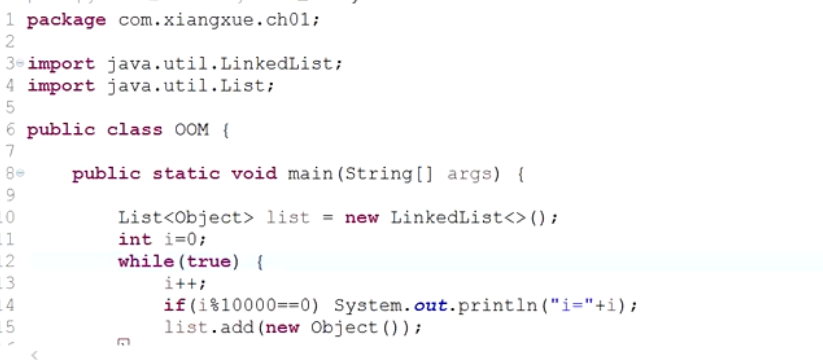 1 package com.xiangxue.ch01;
2
3 import java.util.LinkedList;
4 import java.util.List;
5
6 public class OOM {
7
8     public static void main(String[] args) {
9
10         List<Object> list = new LinkedList<>();
11         int i=0;
12         while(true) {
13             i++;
14             if(i%10000==0) System.out.println("i="+i);
15             list.add(new Object());